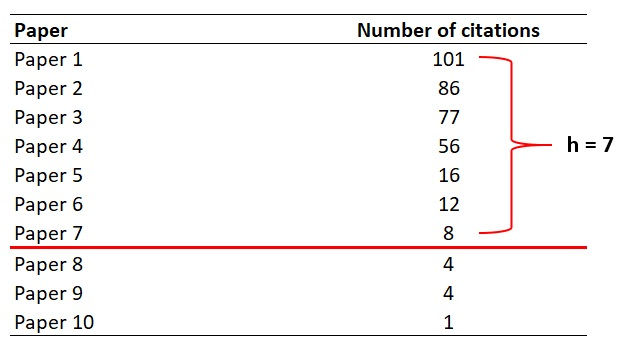 Paper Number of citations
Paper 1 101
Paper 2 86
Paper 3 77
Paper 4 56 h = 7
Paper 5 16
Paper 6 12
Paper 7 8
Paper 8 4
Paper 9 4
Paper 10 1